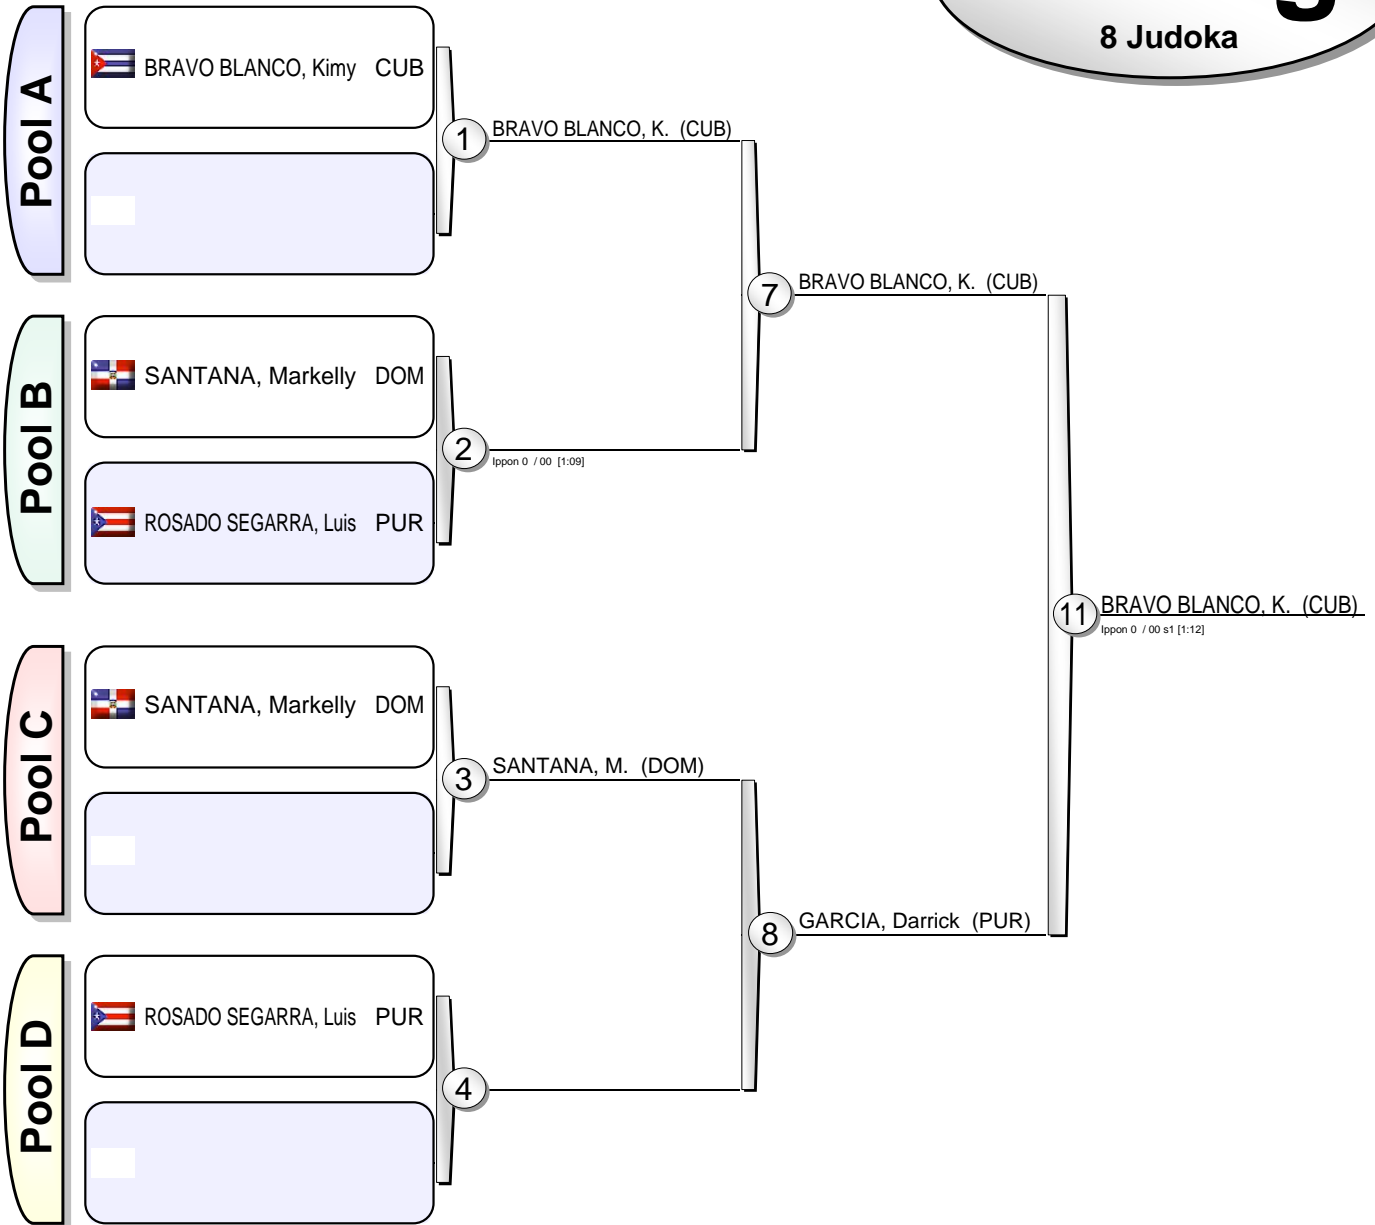 8 Judoka
Pool A
BRAVO BLANCO, Kimy CUB
1
BRAVO BLANCO, K. (CUB)
7
BRAVO BLANCO, K. (CUB)
Pool B
SANTANA, Markelly DOM
2
Ippon 0 / 00 [1:09]
ROSADO SEGARRA, Luis PUR
11
BRAVO BLANCO, K. (CUB)
Ippon 0 / 00 s1 [1:12]
Pool C
SANTANA, Markelly DOM
3
SANTANA, M. (DOM)
8
GARCIA, Darrick (PUR)
Pool D
ROSADO SEGARRA, Luis PUR
4